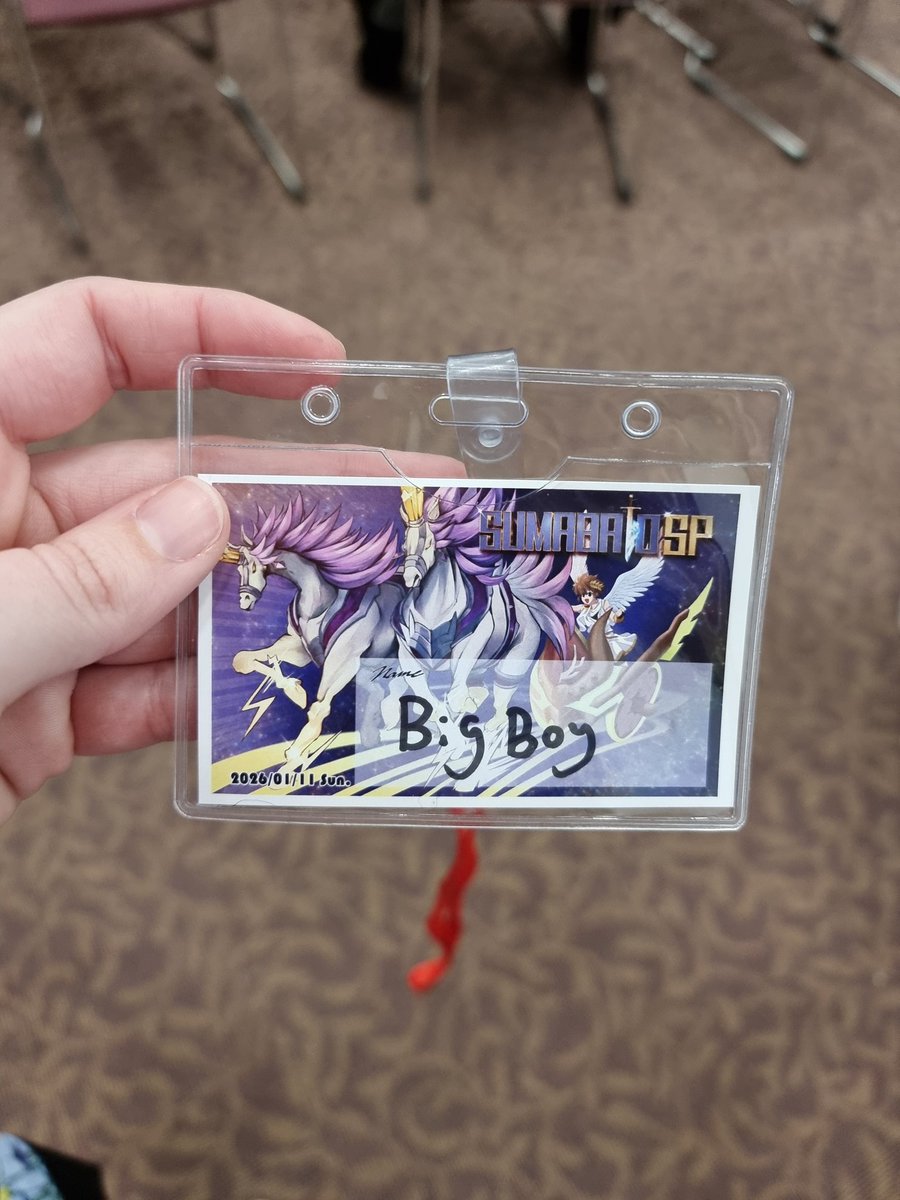 SUMABATO SP
Name
Big Boy
2026/01/11 Sun.